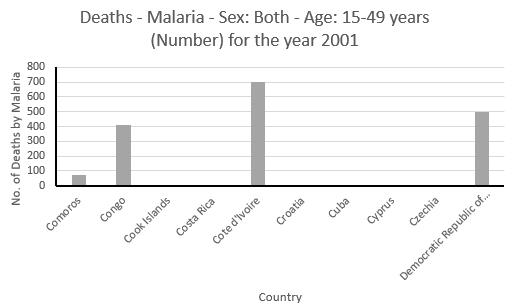 Deaths - Malaria - Sex: Both - Age: 15-49 years
(Number) for the year 2001
No. of Deaths by Malaria
800
700
600
500
400
300
200
100
0
Comoros
Congo
Cook Islands
Costa Rica
Cote d'Ivoire
Croatia
Cuba
Cyprus
Czechia
Democratic Republic of...
Country